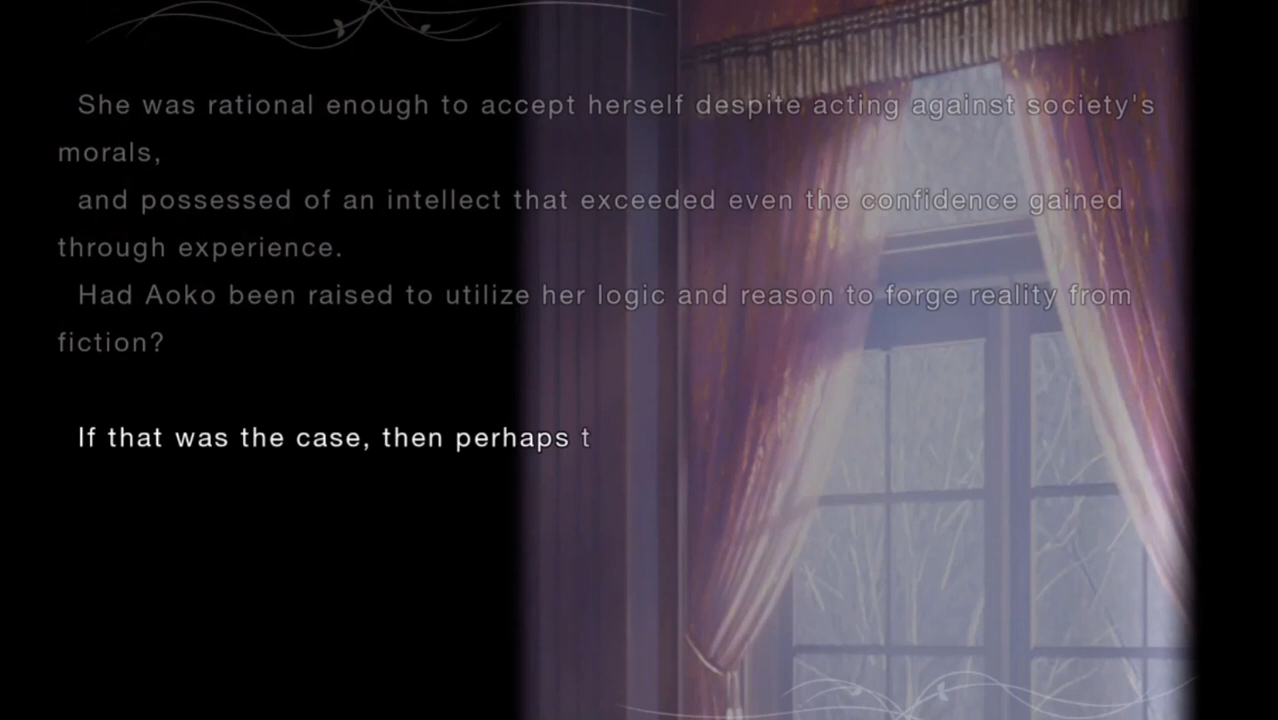 She was rational enough to accept herself despite acting against society's
morals,
and possessed of an intellect that exceeded even the confidence gained
through experience.
Had Aoko been raised to utilize her logic and reason to forge reality from
fiction?
If that was the case, then perhaps t